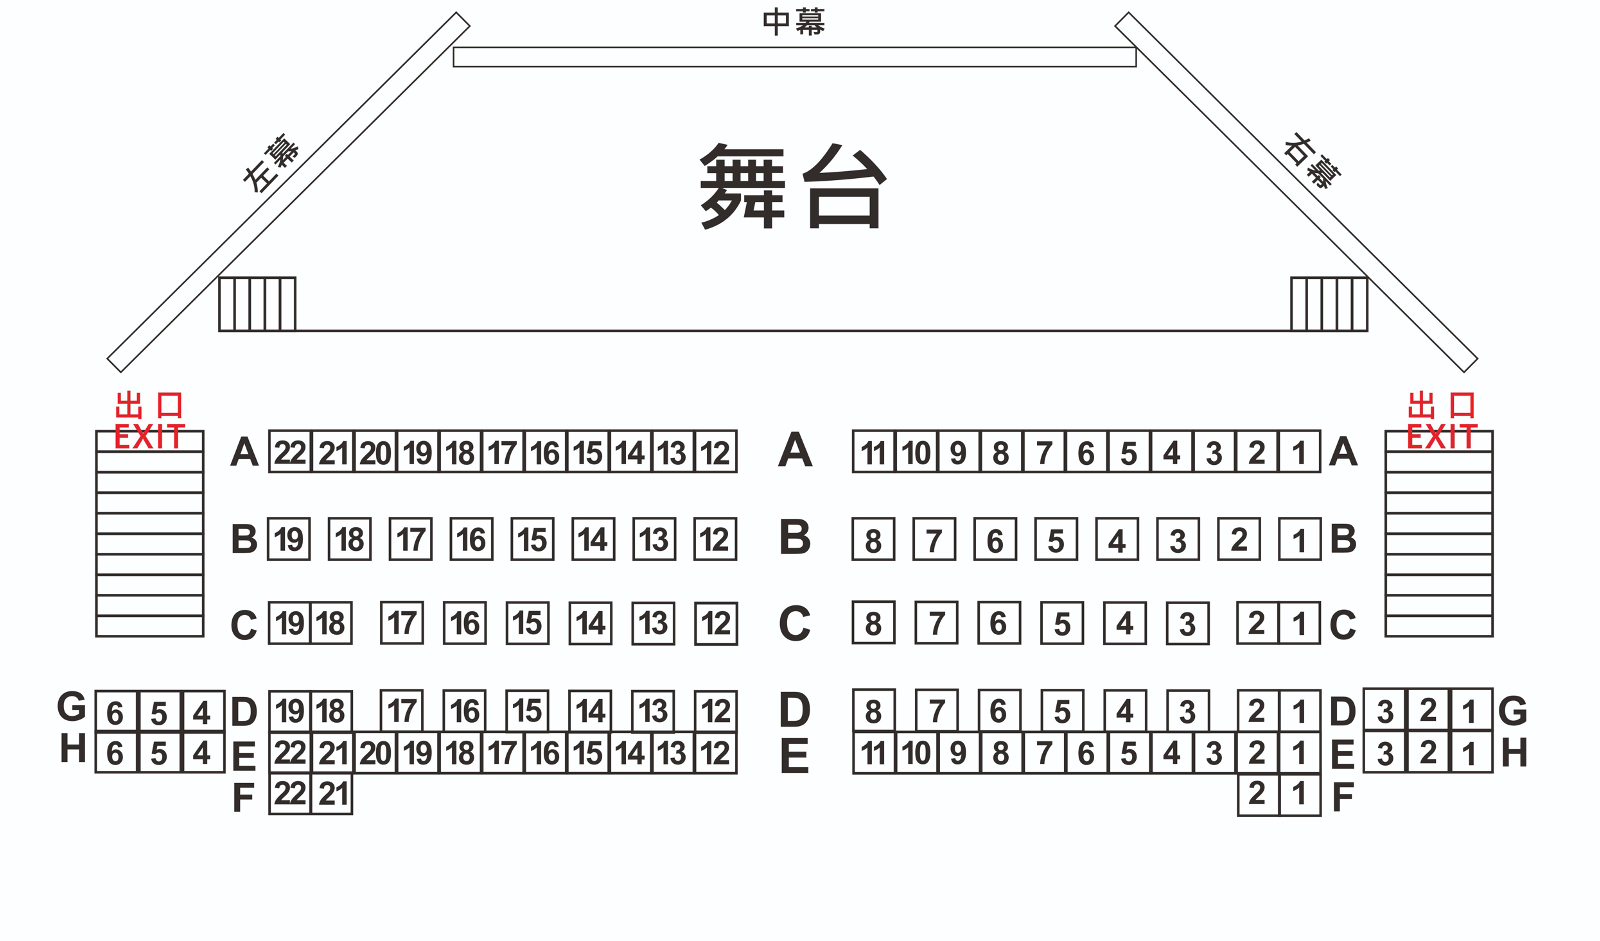 中幕
左幕
右幕
舞台
出口
EXIT
出口
EXIT
A 22 21 20 19 18 17 16 15 14 13 12 A 11 10 9 8 7 6 5 4 3 2 1 A
B 19 18 17 16 15 14 13 12 B 8 7 6 5 4 3 2 1 B
C 19 18 17 16 15 14 13 12 C 8 7 6 5 4 3 2 1 C
G 6 5 4 D 19 18 17 16 15 14 13 12 D 8 7 6 5 4 3 2 1 D 3 2 1 G
H 6 5 4 E 22 21 20 19 18 17 16 15 14 13 12 E 11 10 9 8 7 6 5 4 3 2 1 E 3 2 1 H
F 22 21 2 1 F